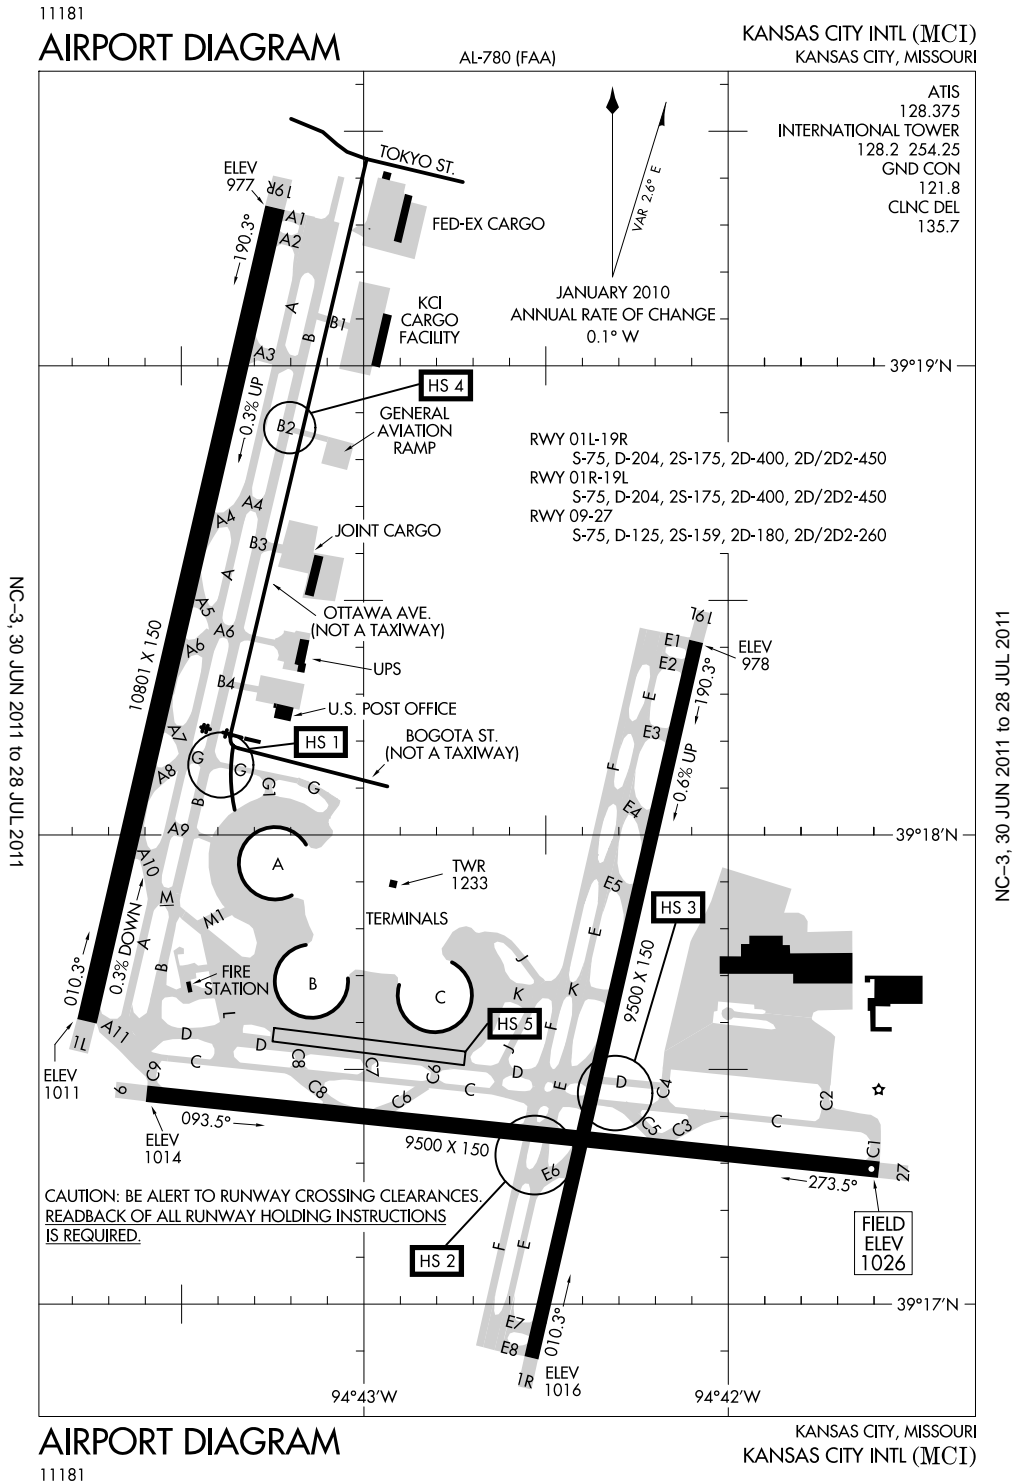 11181
AIRPORT DIAGRAM
AL-780 (FAA)
KANSAS CITY INTL (MCI)
KANSAS CITY, MISSOURI
ATIS
128.375
INTERNATIONAL TOWER
128.2 254.25
GND CON
121.8
CLNC DEL
135.7
VAR 2.6° E
JANUARY 2010
ANNUAL RATE OF CHANGE
0.1° W
TOKYO ST.
ELEV
977
19R
190.3°
A1
A2
FED-EX CARGO
A
B
B1
KCI
CARGO
FACILITY
A3
39°19'N
HS 4
0.3% UP
B2
GENERAL
AVIATION
RAMP
RWY 01L-19R
S-75, D-204, 2S-175, 2D-400, 2D/2D2-450
RWY 01R-19L
S-75, D-204, 2S-175, 2D-400, 2D/2D2-450
RWY 09-27
S-75, D-125, 2S-159, 2D-180, 2D/2D2-260
A4
A4
B3
JOINT CARGO
A
A5
A6
A6
OTTAWA AVE.
(NOT A TAXIWAY)
10801 X 150
UPS
B4
U.S. POST OFFICE
HS 1
BOGOTA ST.
(NOT A TAXIWAY)
A7
A8
G
G
G1
G
B
A9
A10
A
TWR
1233
TERMINALS
M1
M1
A
B
0.3% DOWN
010.3°
FIRE
STATION
B
C
L
A11
1L
ELEV
1011
D
C
D
C8
C8
C7
C6
C6
C
D
HS 5
J
K
K
F
J
E
C9
9
ELEV
1014
093.5°
9500 X 150
19L
ELEV
978
190.3°
E1
E2
E
E3
F
E4
0.6% UP
39°18'N
E5
E
HS 3
9500 X 150
D
C4
C5
C3
C
C2
C1
27
273.5°
FIELD
ELEV
1026
E6
CAUTION: BE ALERT TO RUNWAY CROSSING CLEARANCES.
READBACK OF ALL RUNWAY HOLDING INSTRUCTIONS
IS REQUIRED.
HS 2
F
E
39°17'N
E7
E8
010.3°
1R
ELEV
1016
94°43'W
94°42'W
NC-3, 30 JUN 2011 to 28 JUL 2011
NC-3, 30 JUN 2011 to 28 JUL 2011
AIRPORT DIAGRAM
11181
KANSAS CITY, MISSOURI
KANSAS CITY INTL (MCI)